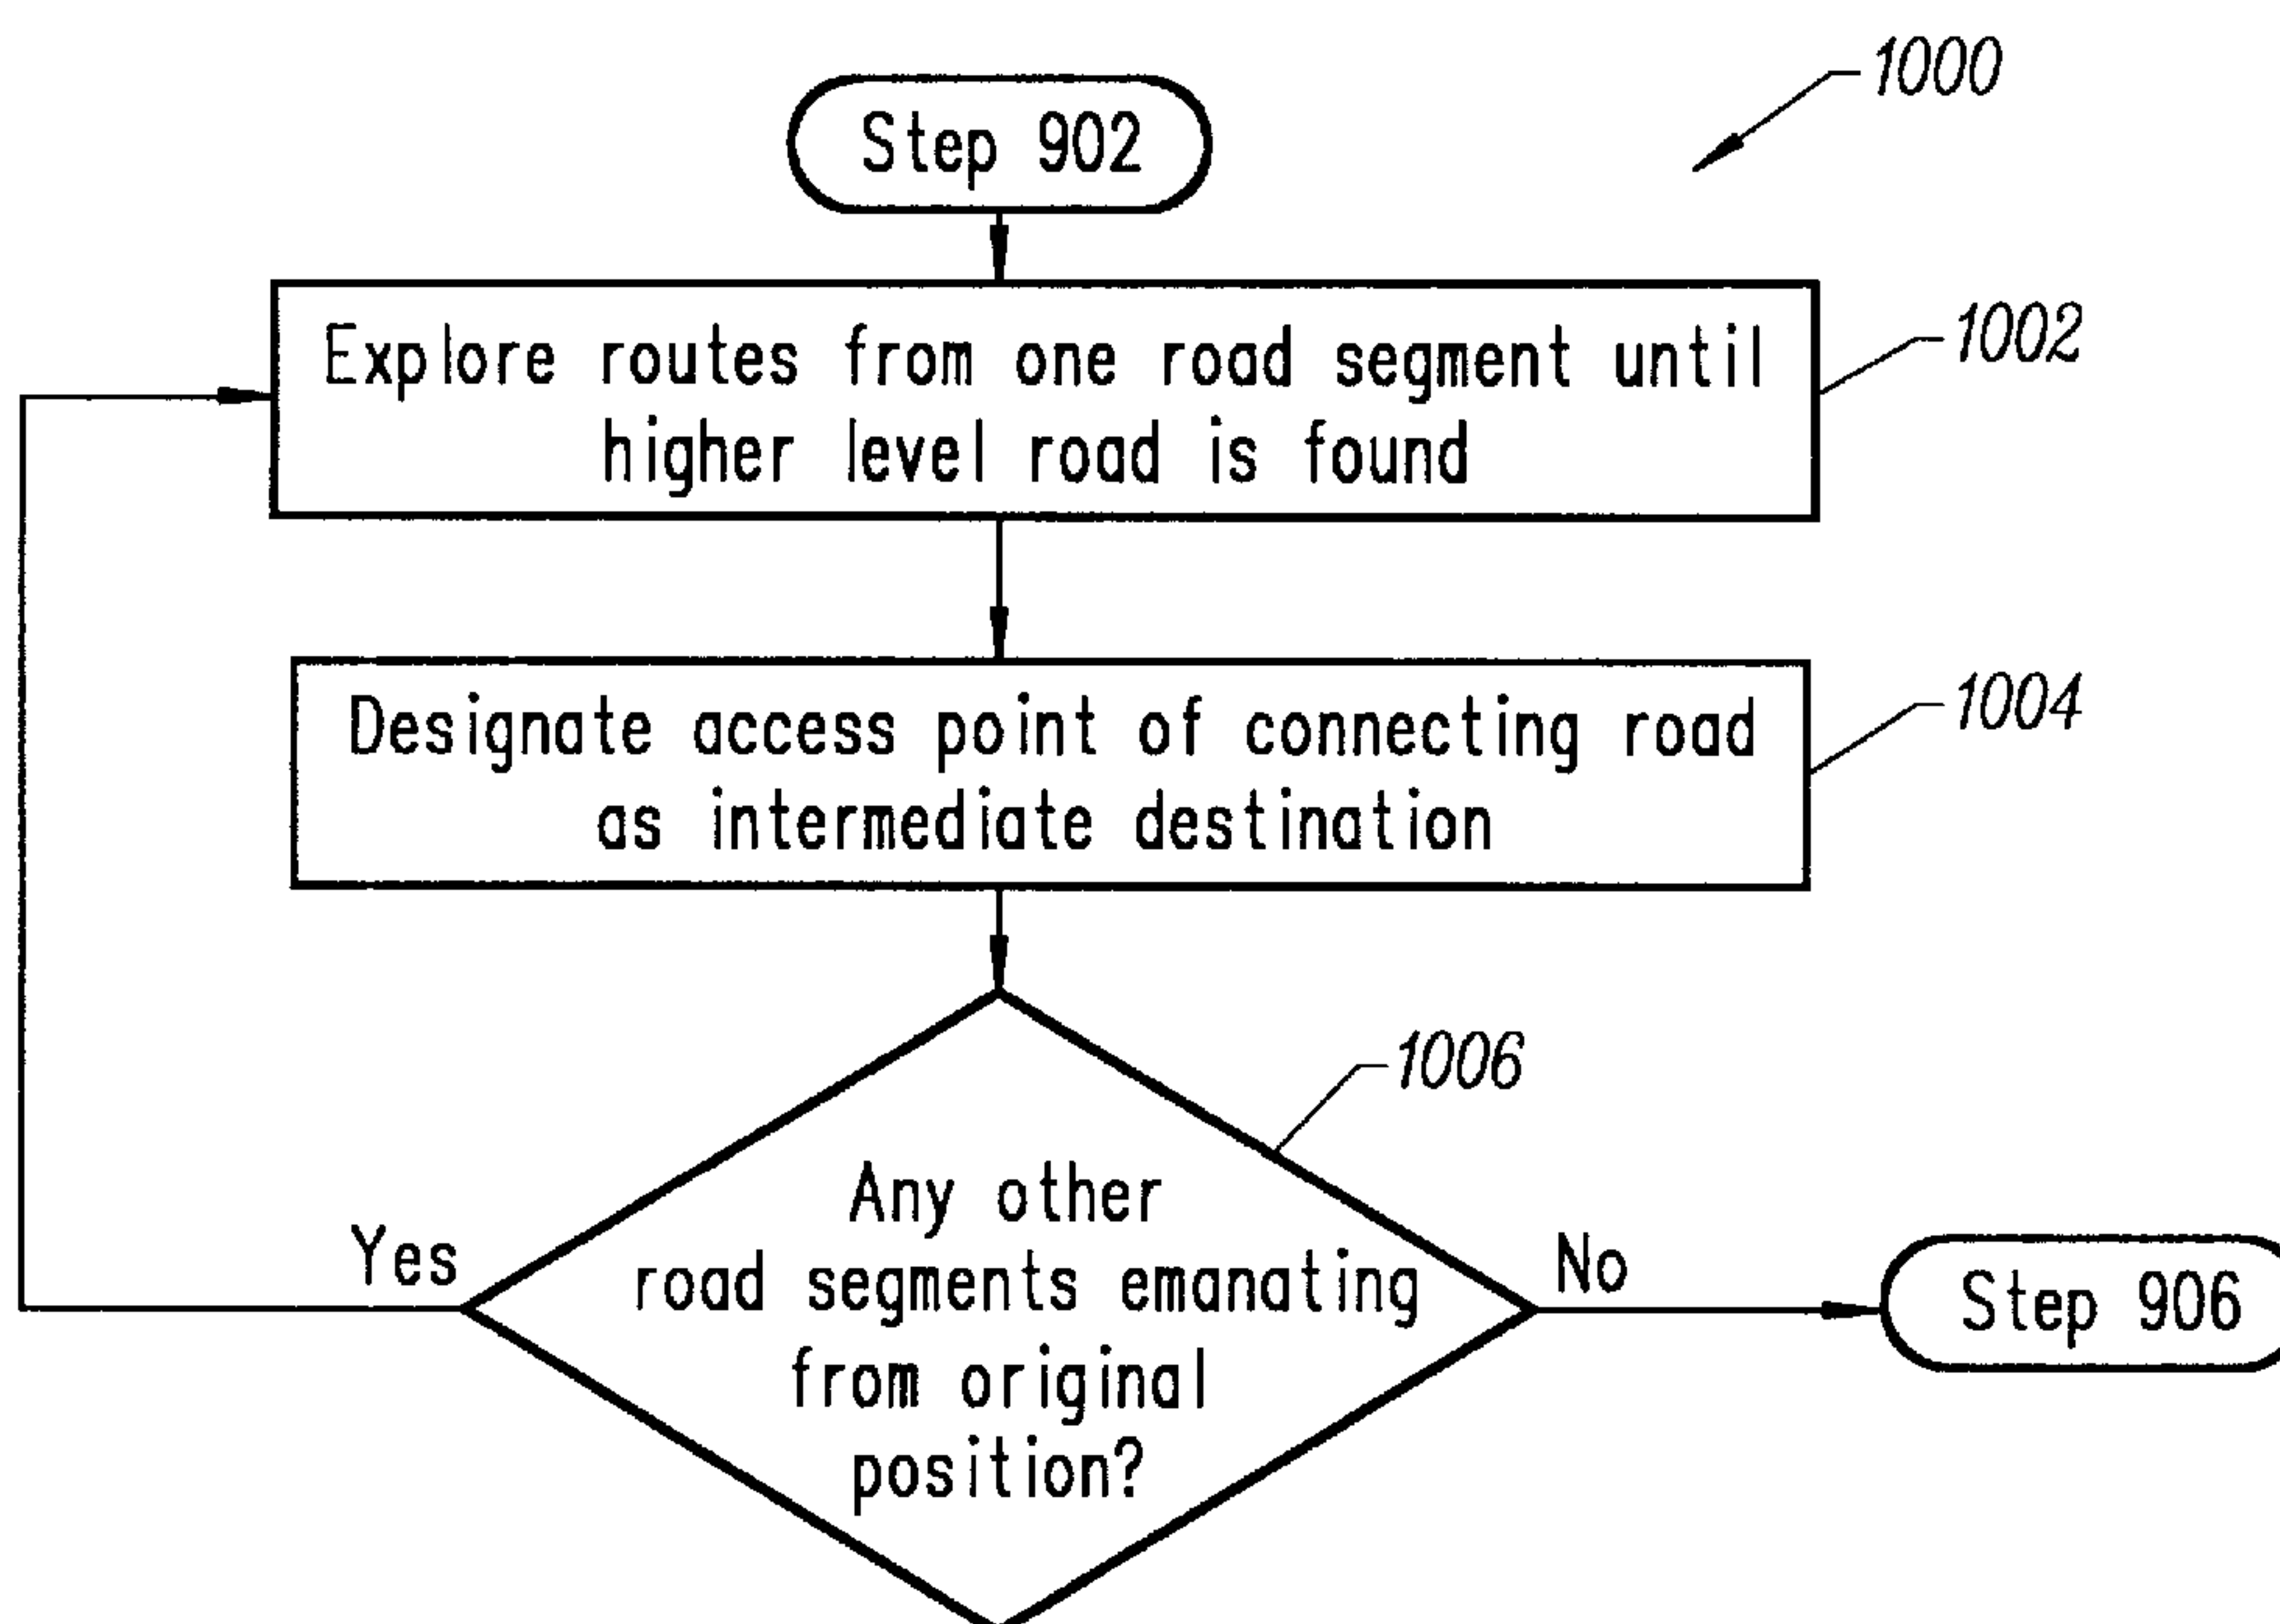 1000
Step 902
Explore routes from one road segment until
higher level road is found
1002
Designate access point of connecting road
as intermediate destination
1004
1006
Any other
road segments emanating
from original
position?
Yes
No
Step 906